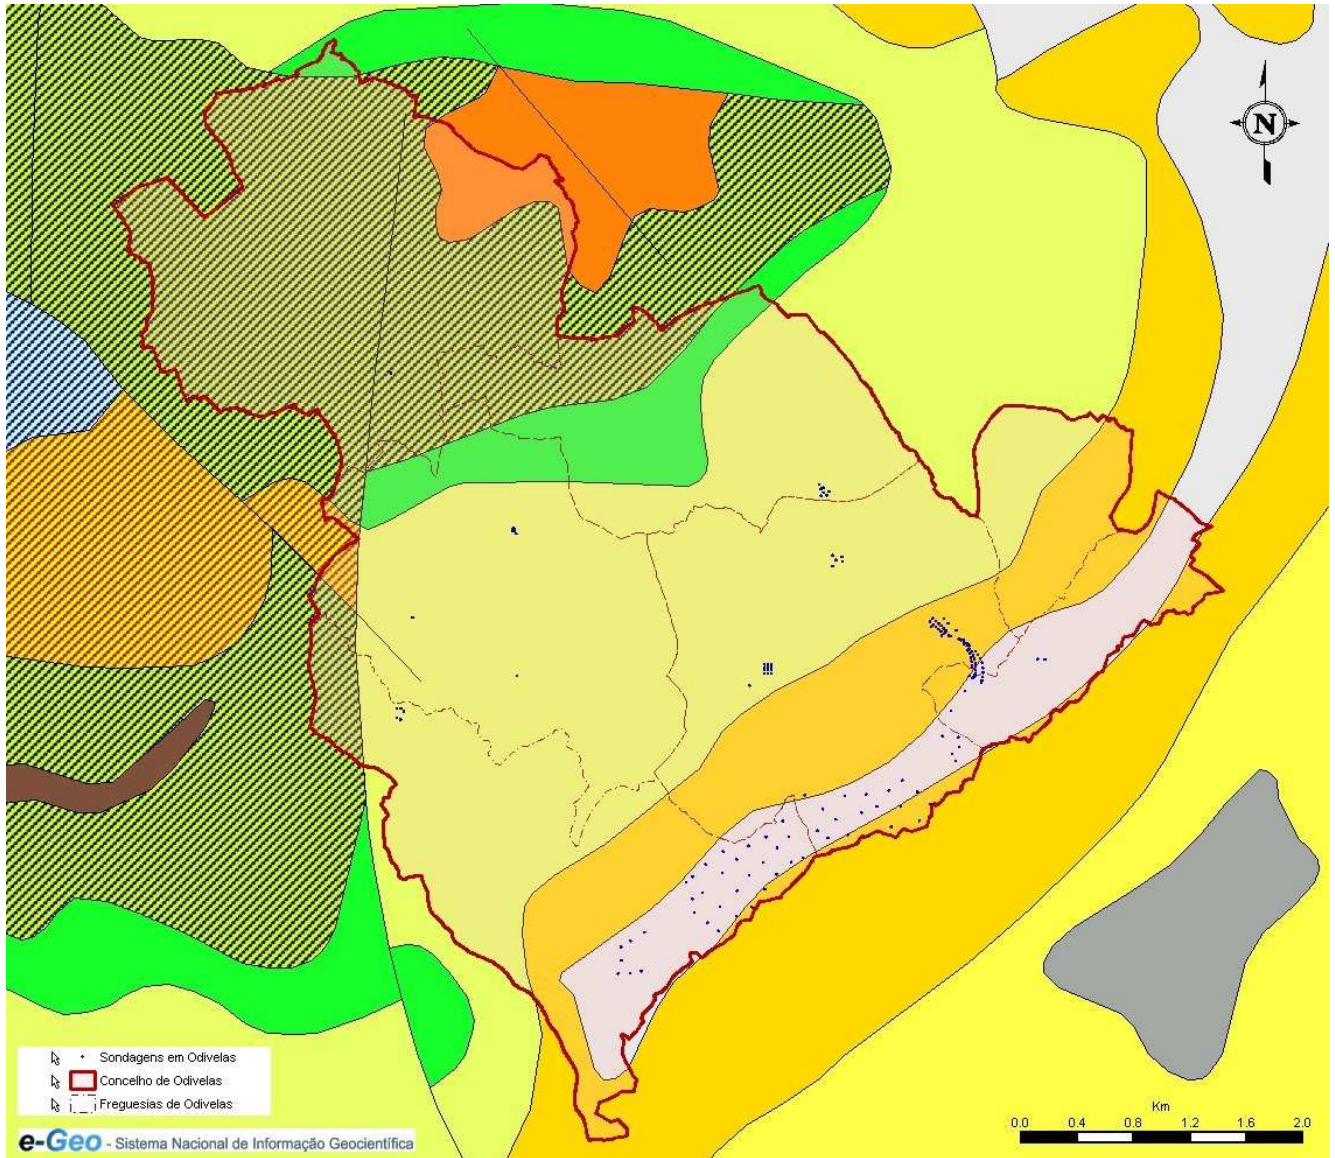 N
Sondagens em Odivelas
Concelho de Odivelas
Freguesias de Odivelas
e-Geo - Sistema Nacional de Informação Geocientífica
Km
0.0 0.4 0.8 1.2 1.6 2.0